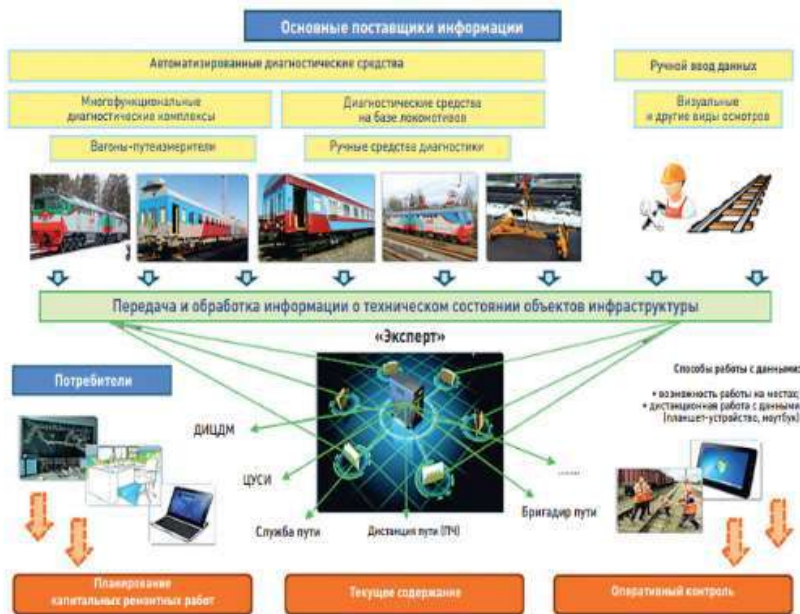 Основные поставщики информации
Автоматизированные диагностические средства
Ручной ввод данных
Многофункциональные
диагностические комплексы
Диагностические средства
на базе локомотивов
Визуальные
и другие виды осмотров
Вагоны-путеизмерители
Ручные средства диагностики
Передача и обработка информации о техническом состоянии объектов инфраструктуры
«Эксперт»
Потребители
Способы работы с данными:
• возможность работы на местах;
• дистанционная работа с данными
(планшет-устройство, ноутбук)
ДИЦДМ
ЦУСИ
Служба пути
Дистанция пути (ПЧ)
Бригадир пути
Планирование
капитальных ремонтных работ
Текущее содержание
Оперативный контроль